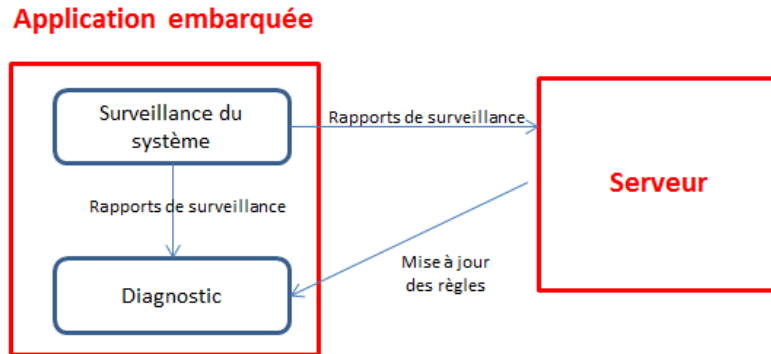 Application embarquée
Surveillance du
système
Rapports de surveillance
Serveur
Rapports de surveillance
Mise à jour
des règles
Diagnostic